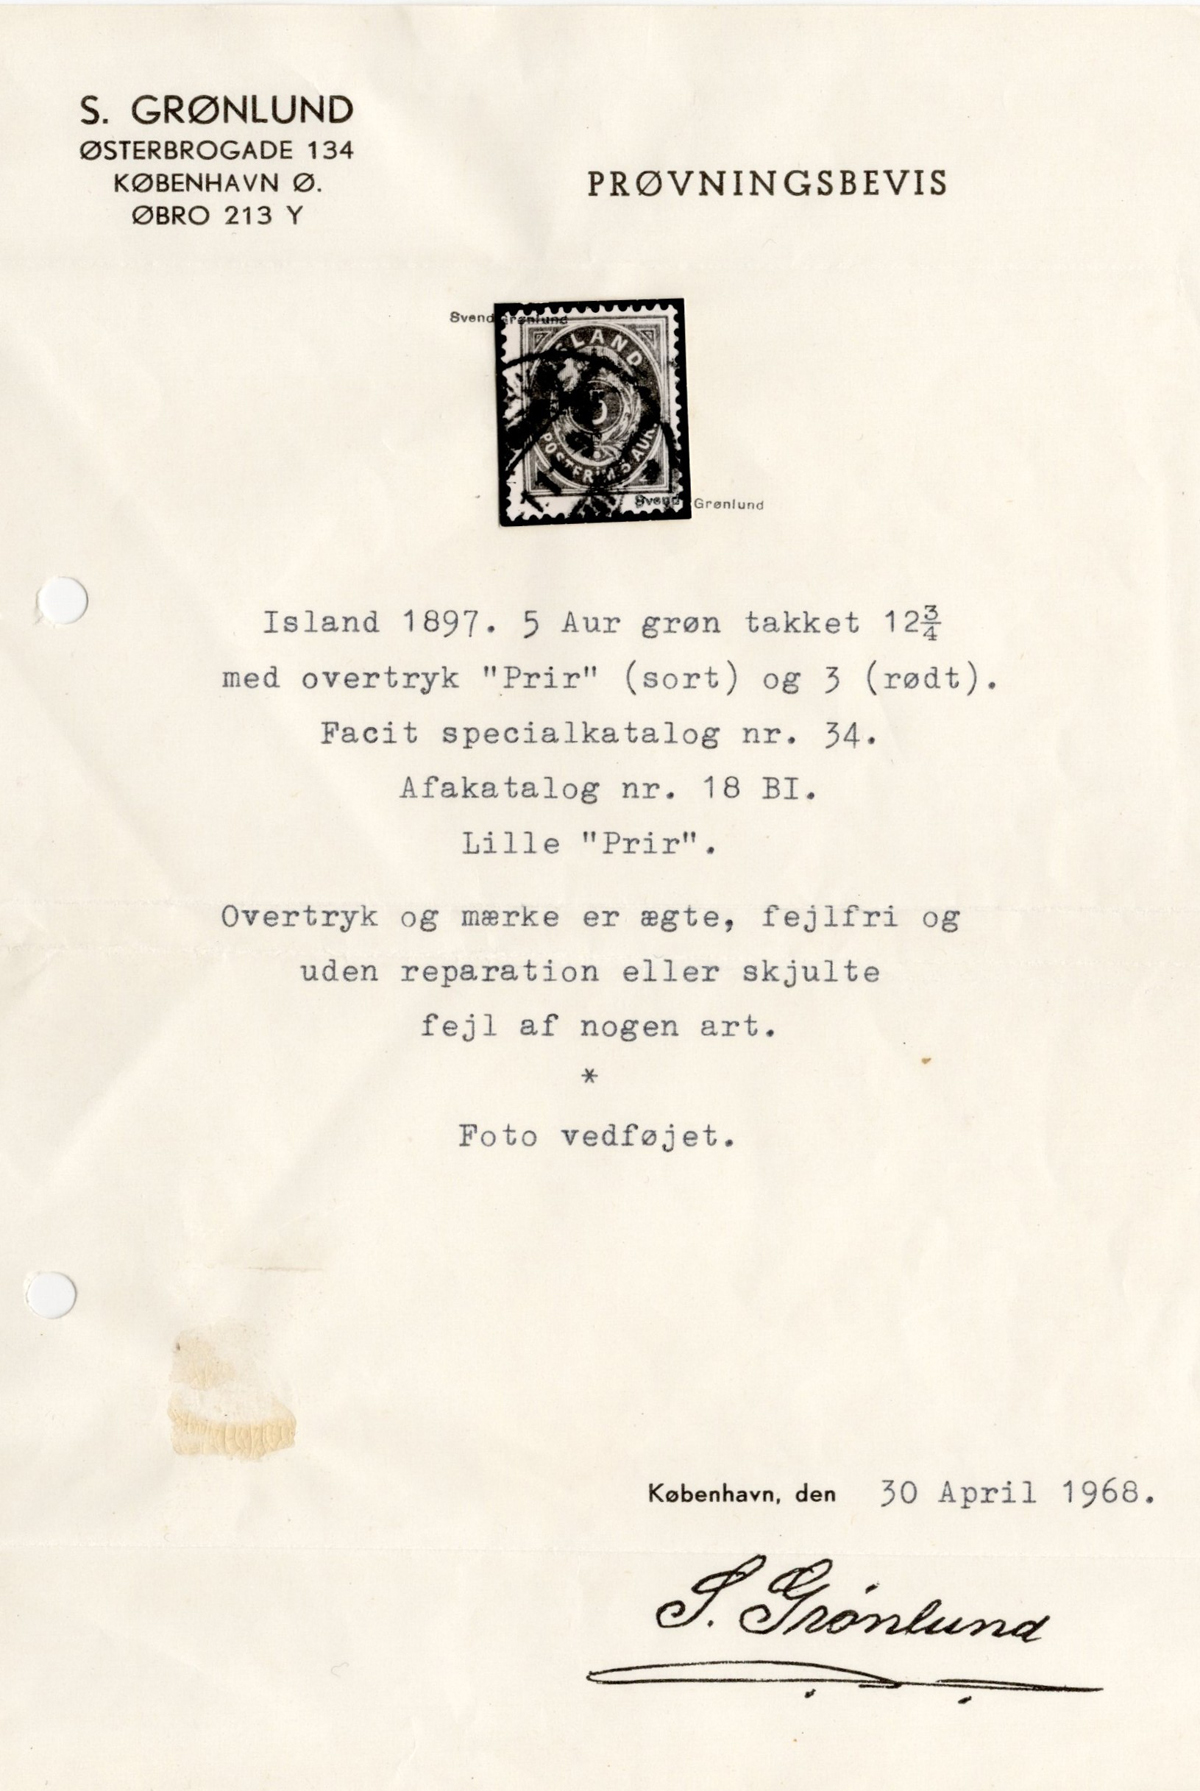 S. GRØNLUND
ØSTERBROGADE 134
KØBENHAVN Ø.
ØBRO 213 Y
PRØVNINGSBEVIS
Svend Grønlund
ISLAND
5
POSTFRIM. 5 AUR
Svend Grønlund
Island 1897. 5 Aur grøn takket 12¾
med overtryk "Prir" (sort) og 3 (rødt).
Facit specialkatalog nr. 34.
Afakatalog nr. 18 BI.
Lille "Prir".
Overtryk og mærke er ægte, fejlfri og
uden reparation eller skjulte
fejl af nogen art.
*
Foto vedføjet.
København, den 30 April 1968.
S. Grønlund